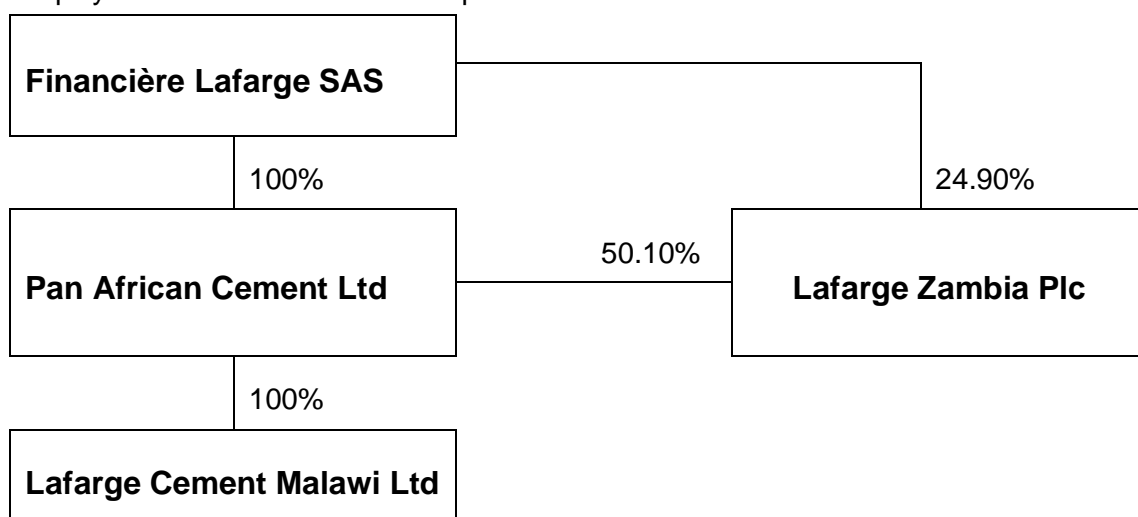 Financière Lafarge SAS
100%
24.90%
50.10%
Pan African Cement Ltd
Lafarge Zambia Plc
100%
Lafarge Cement Malawi Ltd